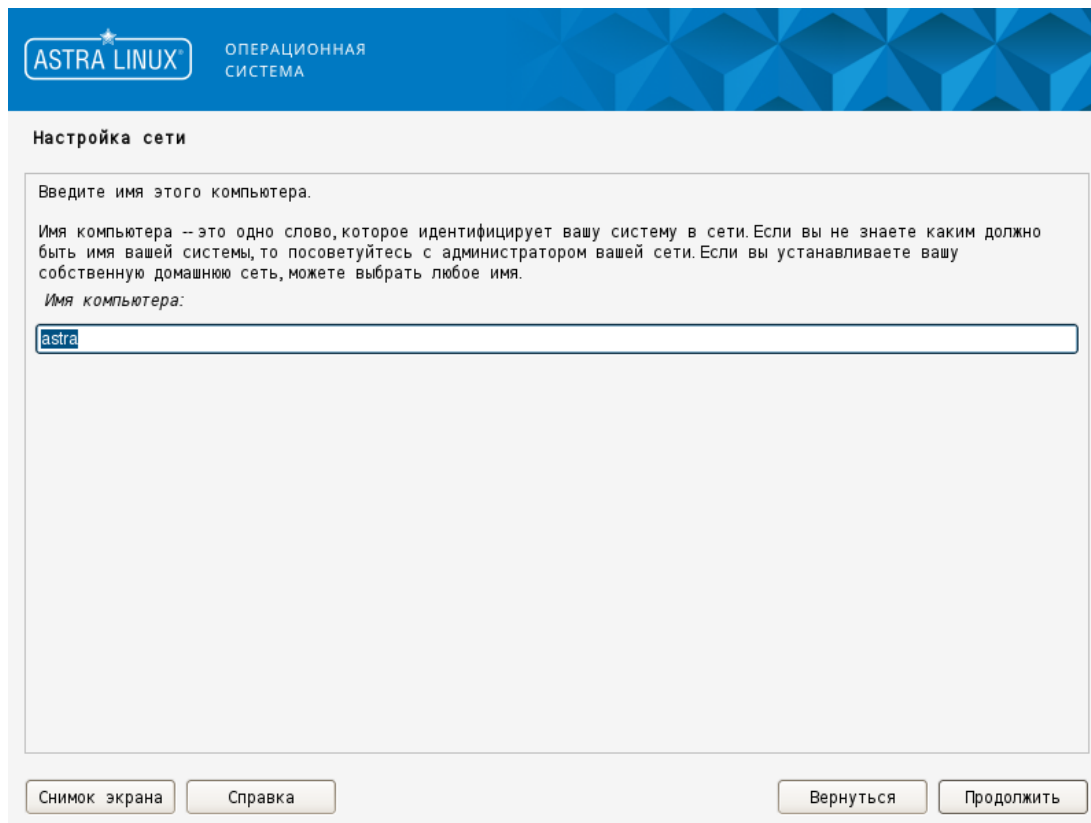 ASTRA LINUX®
ОПЕРАЦИОННАЯ
СИСТЕМА
Настройка сети
Введите имя этого компьютера.
Имя компьютера -- это одно слово, которое идентифицирует вашу систему в сети. Если вы не знаете каким должно
быть имя вашей системы, то посоветуйтесь с администратором вашей сети. Если вы устанавливаете вашу
собственную домашнюю сеть, можете выбрать любое имя.
Имя компьютера:
astra
Снимок экрана
Справка
Вернуться
Продолжить